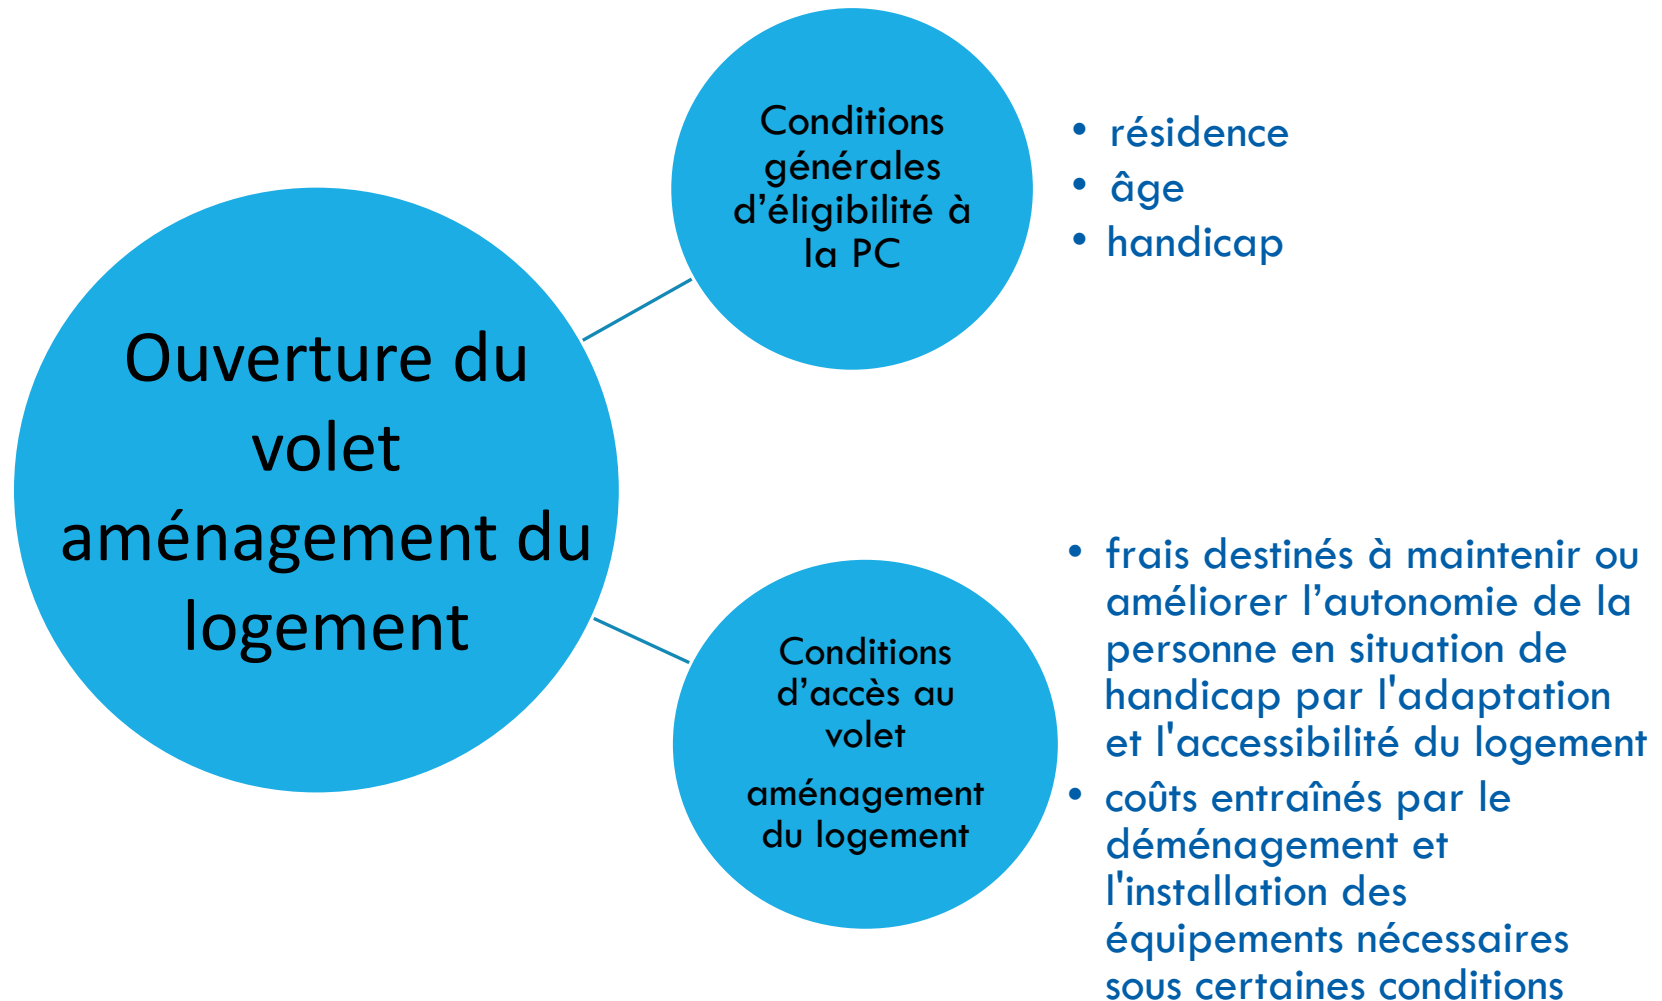 Ouverture du
volet
aménagement du
logement
Conditions
générales
d’éligibilité à
la PC
• résidence
• âge
• handicap
Conditions
d’accès au
volet
aménagement
du logement
• frais destinés à maintenir ou
améliorer l’autonomie de la
personne en situation de
handicap par l'adaptation
et l'accessibilité du logement
• coûts entraînés par le
déménagement et
l'installation des
équipements nécessaires
sous certaines conditions